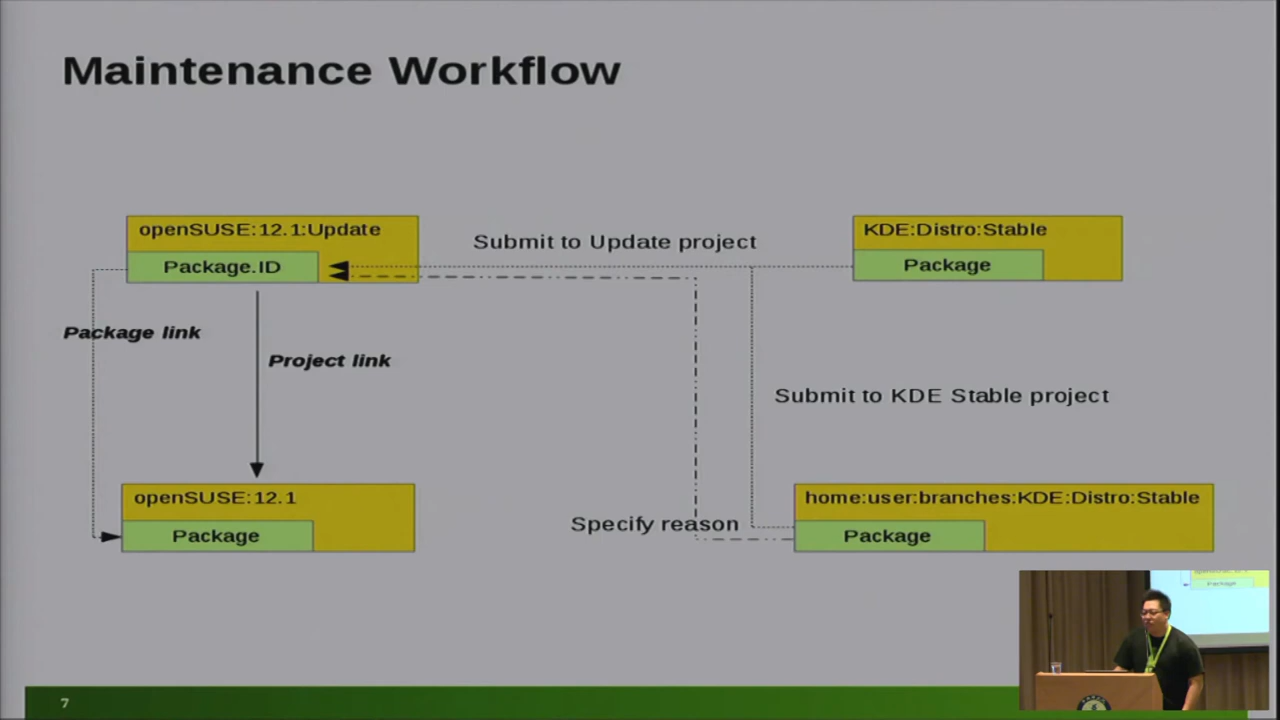 Maintenance Workflow
openSUSE:12.1:Update
Package.ID
Submit to Update project
KDE:Distro:Stable
Package
Package link
Project link
Submit to KDE Stable project
openSUSE:12.1
Package
Specify reason
home:user:branches:KDE:Distro:Stable
Package
Package
7